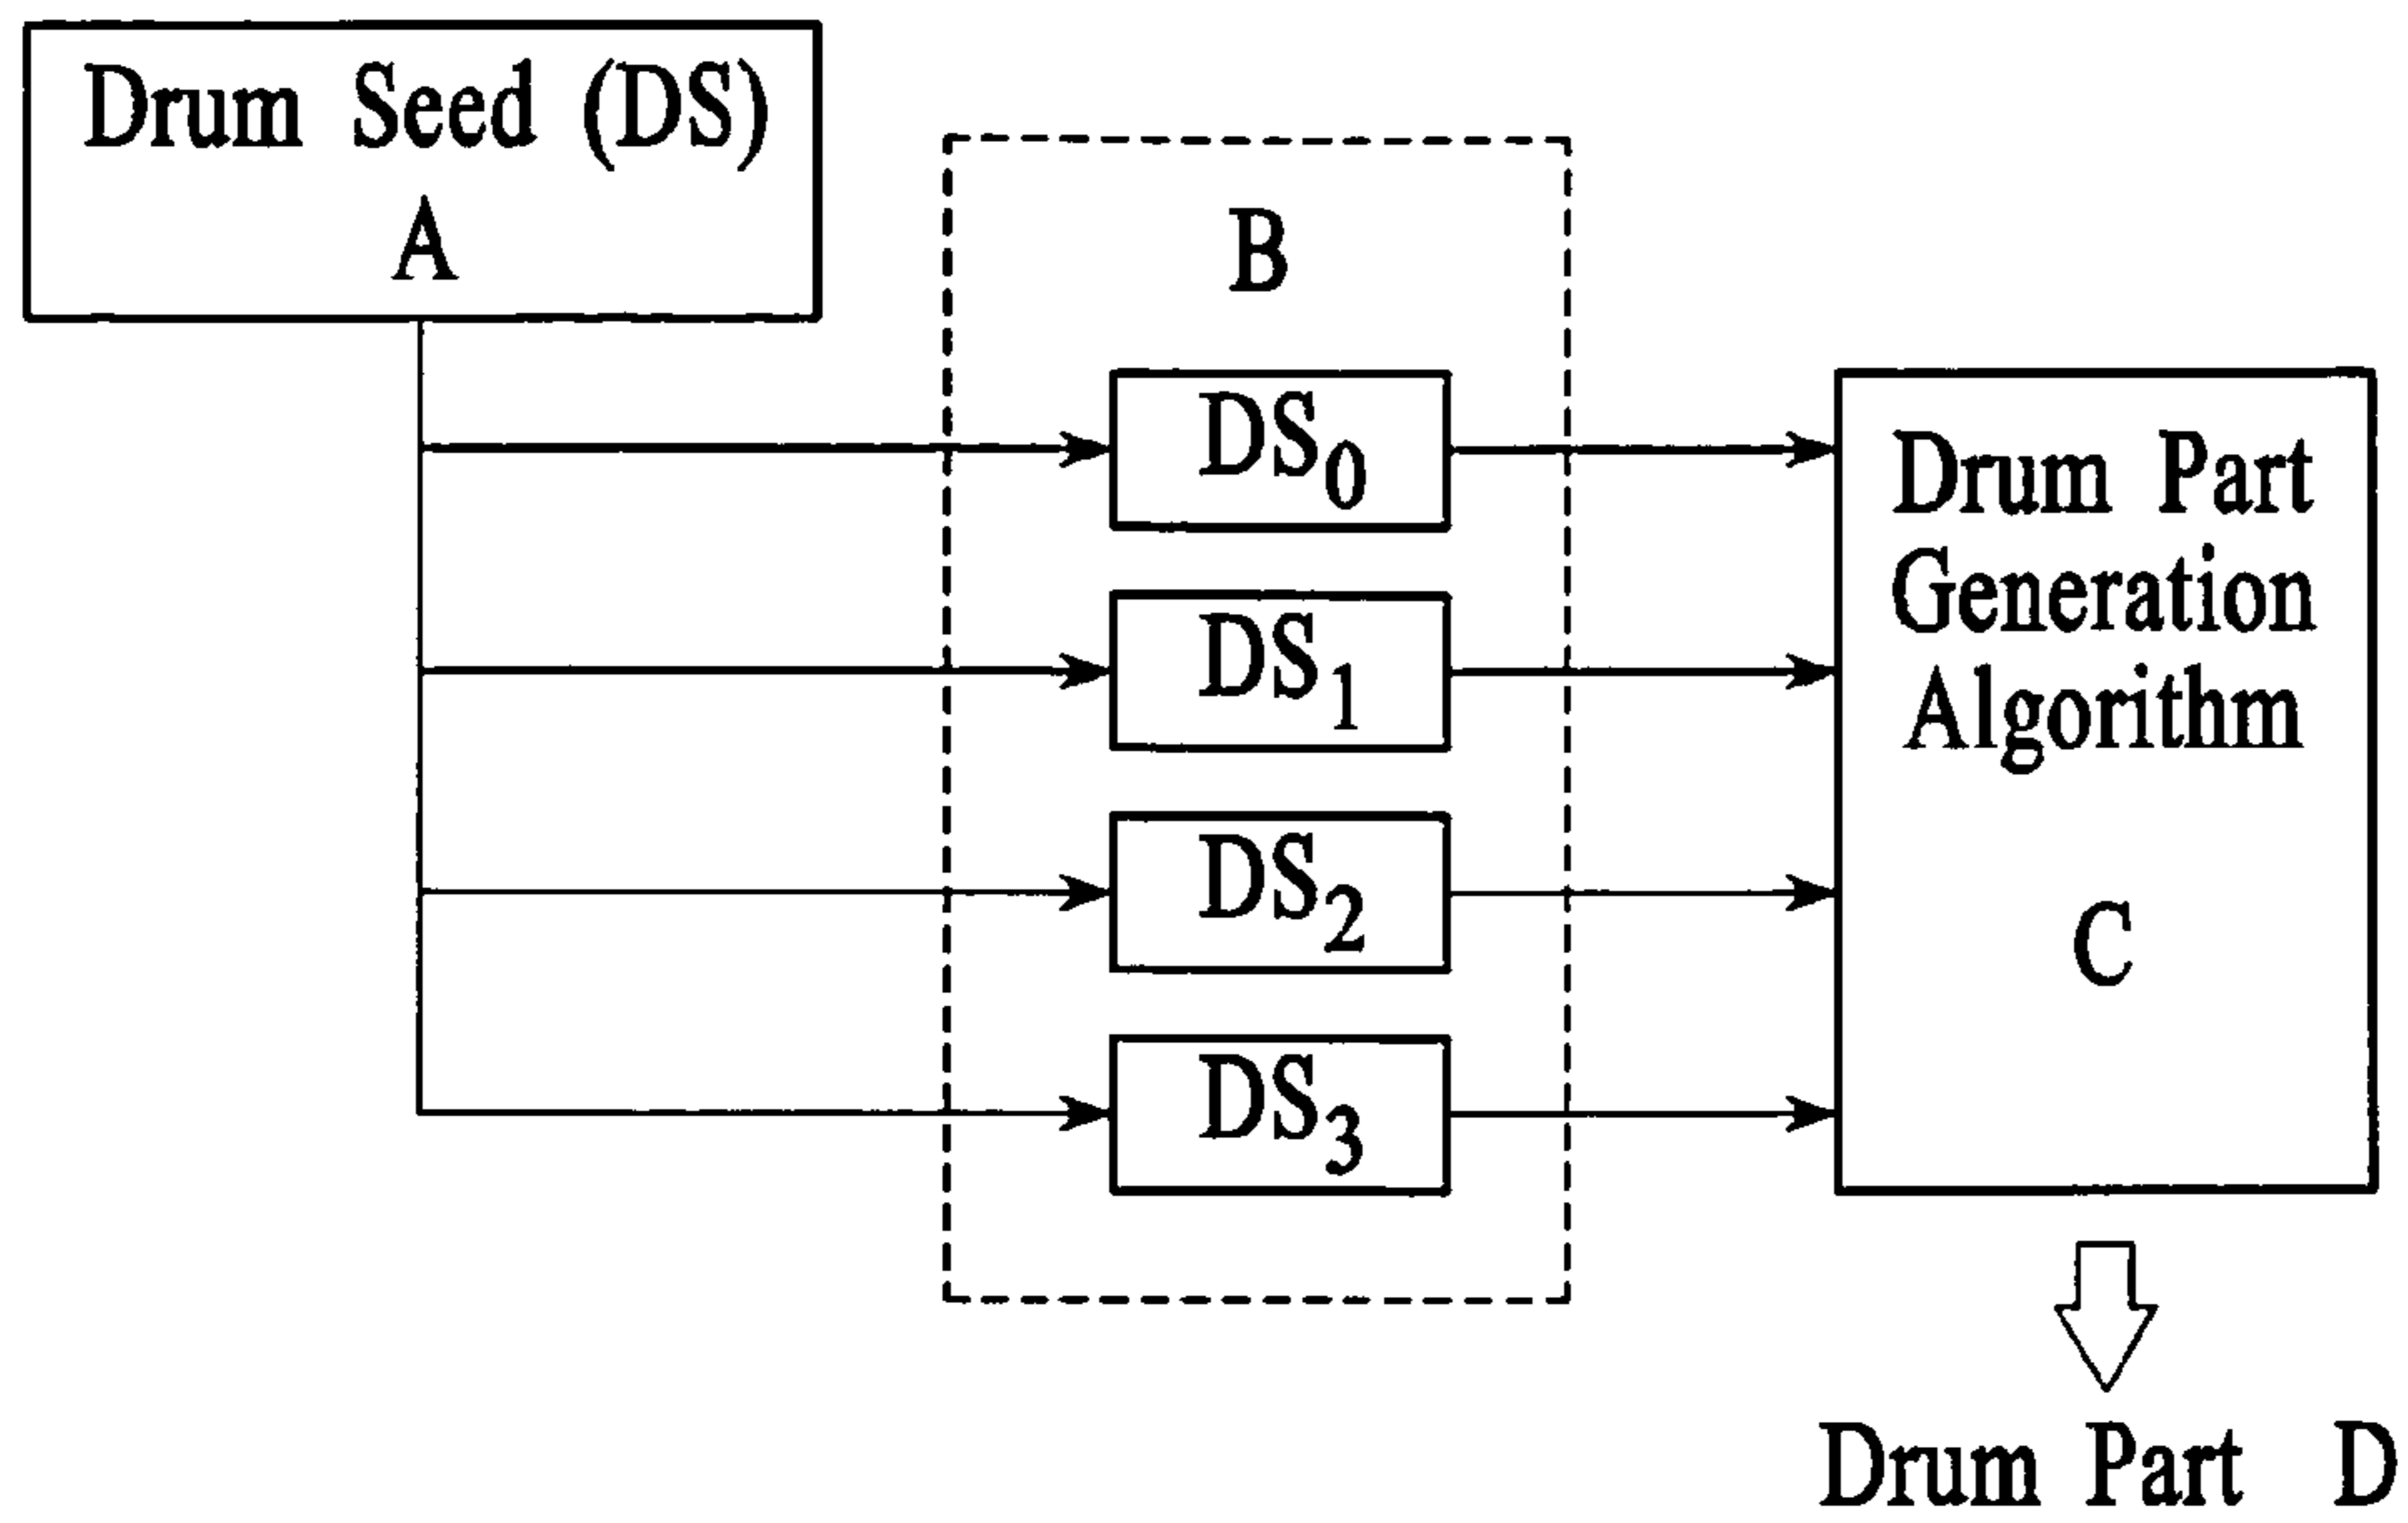 Drum Seed (DS)
A
B
DS0
DS1
DS2
DS3
Drum Part
Generation
Algorithm
C
Drum Part D